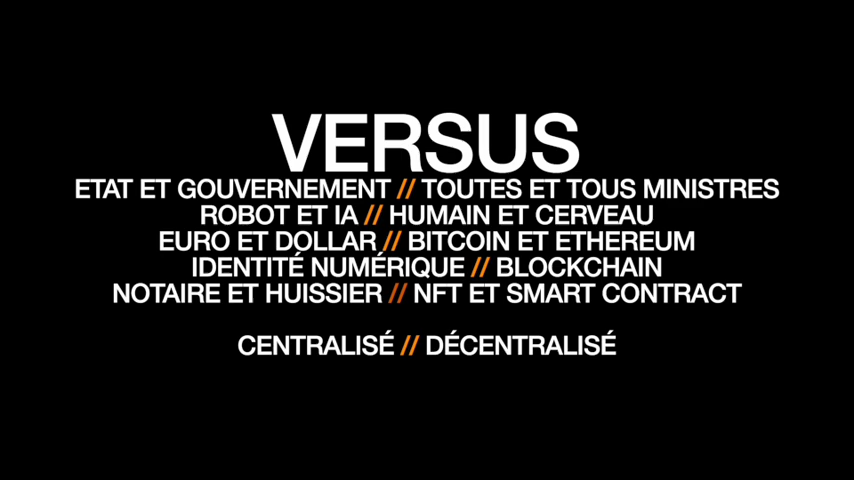 VERSUS
ETAT ET GOUVERNEMENT // TOUTES ET TOUS MINISTRES
ROBOT ET IA // HUMAIN ET CERVEAU
EURO ET DOLLAR // BITCOIN ET ETHEREUM
IDENTITÉ NUMÉRIQUE // BLOCKCHAIN
NOTAIRE ET HUISSIER // NFT ET SMART CONTRACT
CENTRALISÉ // DÉCENTRALISÉ